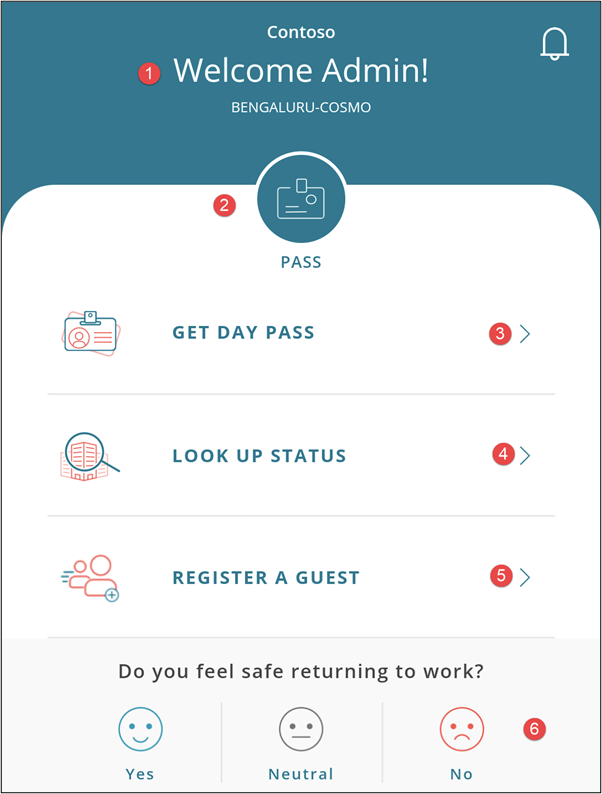 Contoso
1 Welcome Admin!
BENGALURU-COSMO
2
PASS
GET DAY PASS 3
LOOK UP STATUS 4
REGISTER A GUEST 5
Do you feel safe returning to work?
6
Yes Neutral No